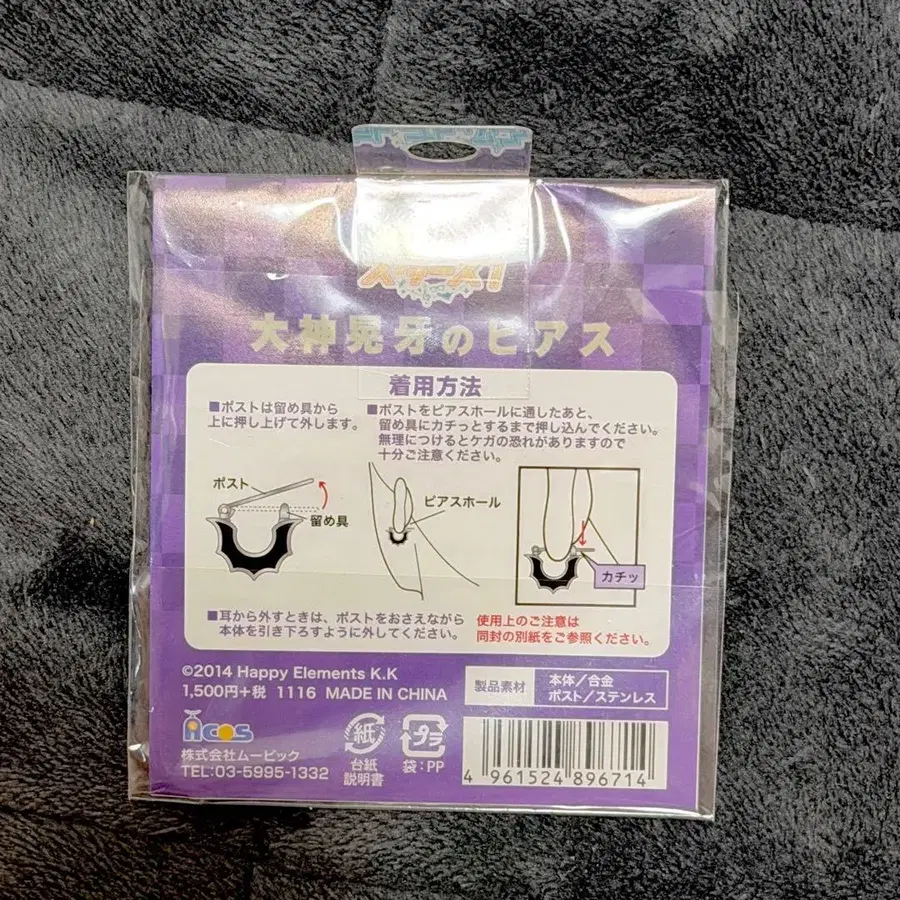 スターズ!
大神晃牙のピアス
着用方法
■ポストは留め具から
上に押し上げて外します。
■ポストをピアスホールに通したあと、
留め具にカチっとするまで押し込んでください。
無理につけるとケガの恐れがありますので
十分ご注意ください。
ポスト
留め具
ピアスホール
カチッ
■耳から外すときは、ポストをおさえながら
本体を引き下ろすように外してください。
使用上のご注意は
同封の別紙をご参照ください。
©2014 Happy Elements K.K
1,500円+税 1116 MADE IN CHINA
製品素材
本体/合金
ポスト/ステンレス
acos
株式会社ムービック
TEL:03-5995-1332
紙
台紙
説明書
プラ
袋:PP
4 961524 896714